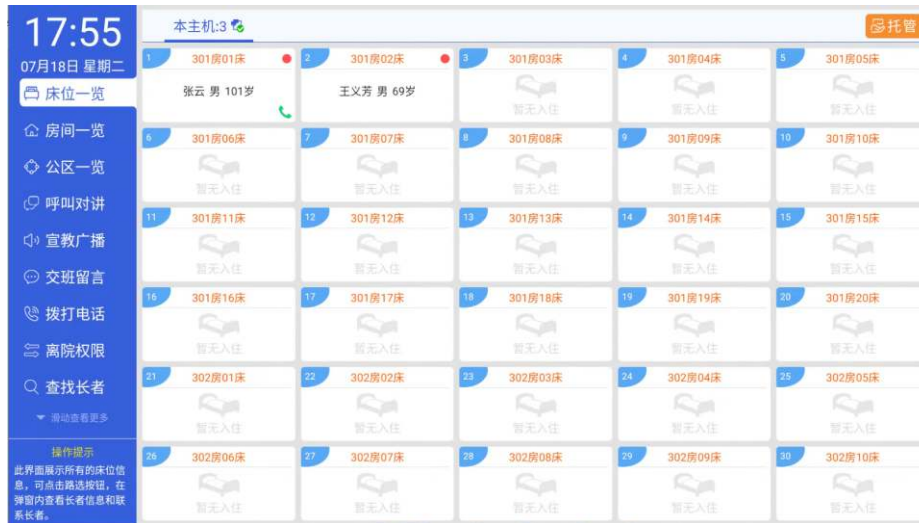 17:55
07月18日 星期二
床位一览
房间一览
公区一览
呼叫对讲
宣教广播
交班留言
拨打电话
离院权限
查找长者
滑动查看更多
操作提示
此界面展示所有的床位信
息，可点击路选按钮，在
弹窗内查看长者信息和联
系长者。
本主机:3
托管
1 301房01床
张云 男 101岁
2 301房02床
王义芳 男 69岁
3 301房03床
暂无入住
4 301房04床
暂无入住
5 301房05床
暂无入住
6 301房06床
暂无入住
7 301房07床
暂无入住
8 301房08床
暂无入住
9 301房09床
暂无入住
10 301房10床
暂无入住
11 301房11床
暂无入住
12 301房12床
暂无入住
13 301房13床
暂无入住
14 301房14床
暂无入住
15 301房15床
暂无入住
16 301房16床
暂无入住
17 301房17床
暂无入住
18 301房18床
暂无入住
19 301房19床
暂无入住
20 301房20床
暂无入住
21 302房01床
暂无入住
22 302房02床
暂无入住
23 302房03床
暂无入住
24 302房04床
暂无入住
25 302房05床
暂无入住
26 302房06床
暂无入住
27 302房07床
暂无入住
28 302房08床
暂无入住
29 302房09床
暂无入住
30 302房10床
暂无入住